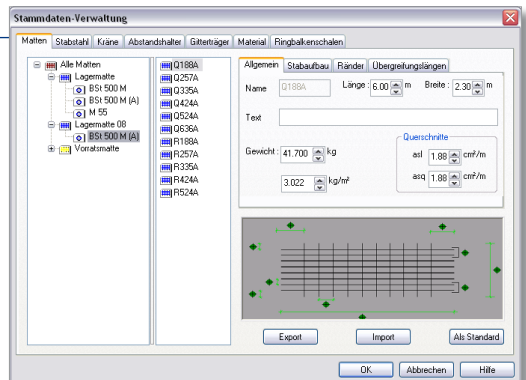 Stammdaten-Verwaltung
Matten Stabstahl Kräne Abstandshalter Gitterträger Material Ringbalkenschalen
Alle Matten
Lagermatte
BSt 500 M
BSt 500 M (A)
M 55
Lagermatte 08
BSt 500 M (A)
Vorratsmatte
Q188A
Q257A
Q335A
Q424A
Q524A
Q636A
R188A
R257A
R335A
R424A
R524A
Allgemein Stabaufbau Ränder Übergreifungslängen
Name Q188A Länge : 6.00 m Breite : 2.30 m
Text
Querschnitte
Gewicht : 41.700 kg
asl 1.88 cm²/m
3.022 kg/m²
asq 1.88 cm²/m
Export Import Als Standard
OK Abbrechen Hilfe